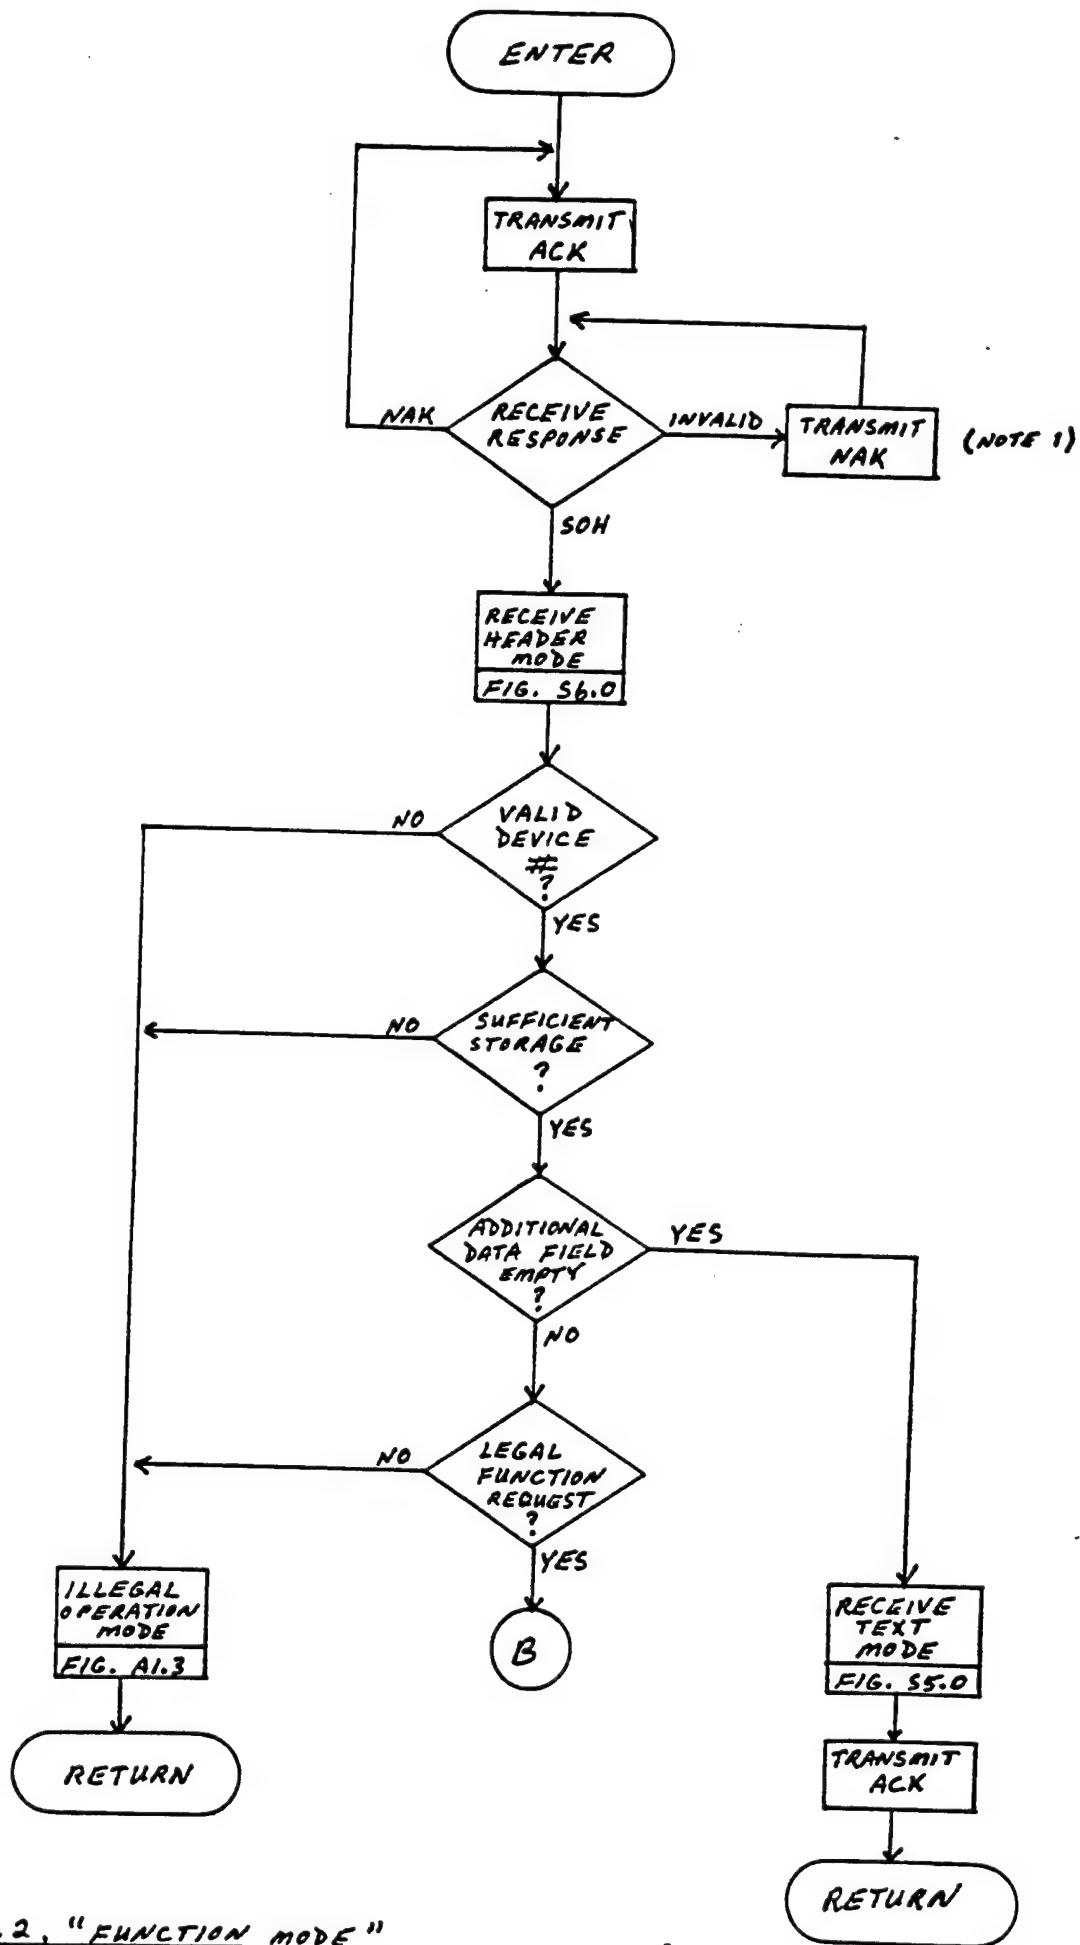 ENTER
TRANSMIT
ACK
NAK
RECEIVE
RESPONSE
INVALID
TRANSMIT
NAK
(NOTE 1)
SOH
RECEIVE
HEADER
MODE
FIG. S6.0
NO
VALID
DEVICE
#
?
YES
NO
SUFFICIENT
STORAGE
?
YES
ADDITIONAL
DATA FIELD
EMPTY
?
YES
NO
NO
LEGAL
FUNCTION
REQUEST
?
YES
ILLEGAL
OPERATION
MODE
FIG. A1.3
B
RECEIVE
TEXT
MODE
FIG. S5.0
RETURN
TRANSMIT
ACK
RETURN
.2, "FUNCTION MODE"